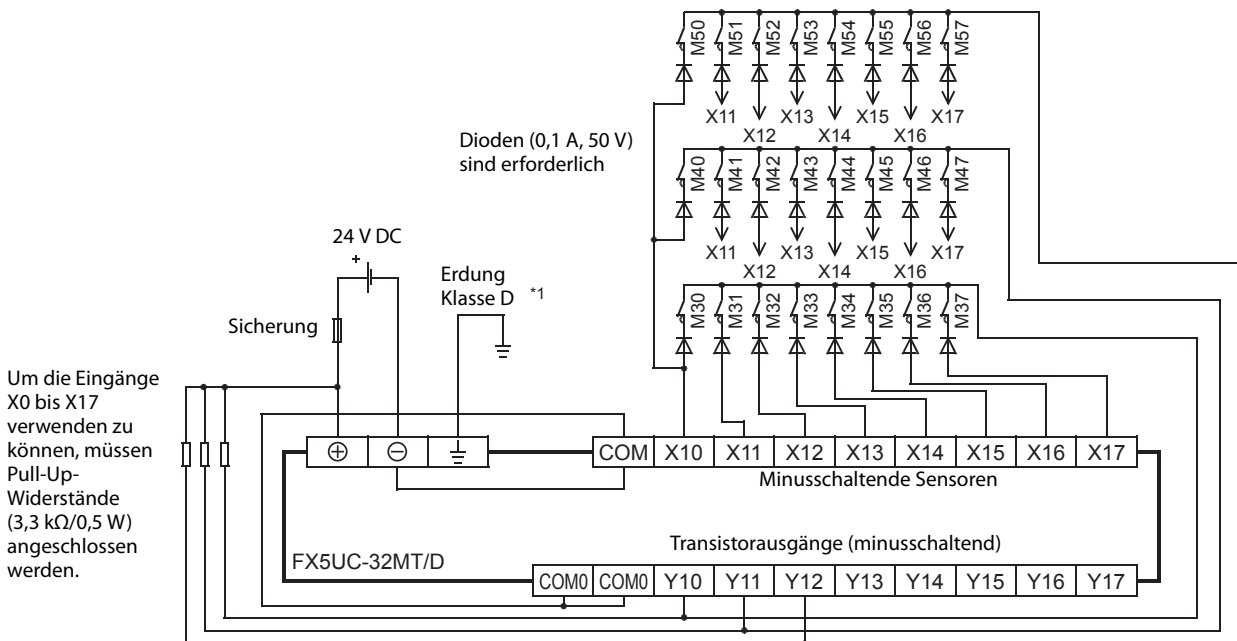 M50 M51 M52 M53 M54 M55 M56 M57
X11 X13 X15 X17
X12 X14 X16
Dioden (0,1 A, 50 V)
sind erforderlich
M40 M41 M42 M43 M44 M45 M46 M47
X11 X13 X15 X17
X12 X14 X16
24 V DC
+
Erdung
Klasse D *1
M30 M31 M32 M33 M34 M35 M36 M37
Sicherung
Um die Eingänge
X0 bis X17
verwenden zu
können, müssen
Pull-Up-
Widerstände
(3,3 kΩ/0,5 W)
angeschlossen
werden.
COM X10 X11 X12 X13 X14 X15 X16 X17
Minusschaltende Sensoren
FX5UC-32MT/D
Transistorausgänge (minusschaltend)
COM0 COM0 Y10 Y11 Y12 Y13 Y14 Y15 Y16 Y17